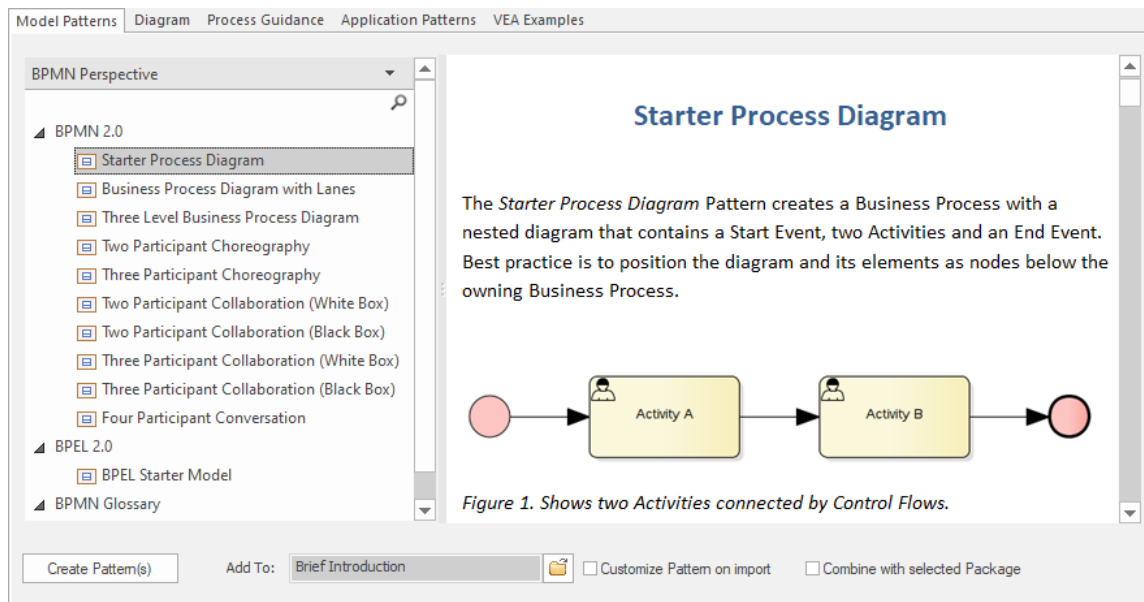 Model Patterns Diagram Process Guidance Application Patterns VEA Examples
BPMN Perspective
BPMN 2.0
Starter Process Diagram
Business Process Diagram with Lanes
Three Level Business Process Diagram
Two Participant Choreography
Three Participant Choreography
Two Participant Collaboration (White Box)
Two Participant Collaboration (Black Box)
Three Participant Collaboration (White Box)
Three Participant Collaboration (Black Box)
Four Participant Conversation
BPEL 2.0
BPEL Starter Model
BPMN Glossary
Starter Process Diagram
The Starter Process Diagram Pattern creates a Business Process with a
nested diagram that contains a Start Event, two Activities and an End Event.
Best practice is to position the diagram and its elements as nodes below the
owning Business Process.
Activity A
Activity B
Figure 1. Shows two Activities connected by Control Flows.
Create Pattern(s) Add To: Brief Introduction Customize Pattern on import Combine with selected Package